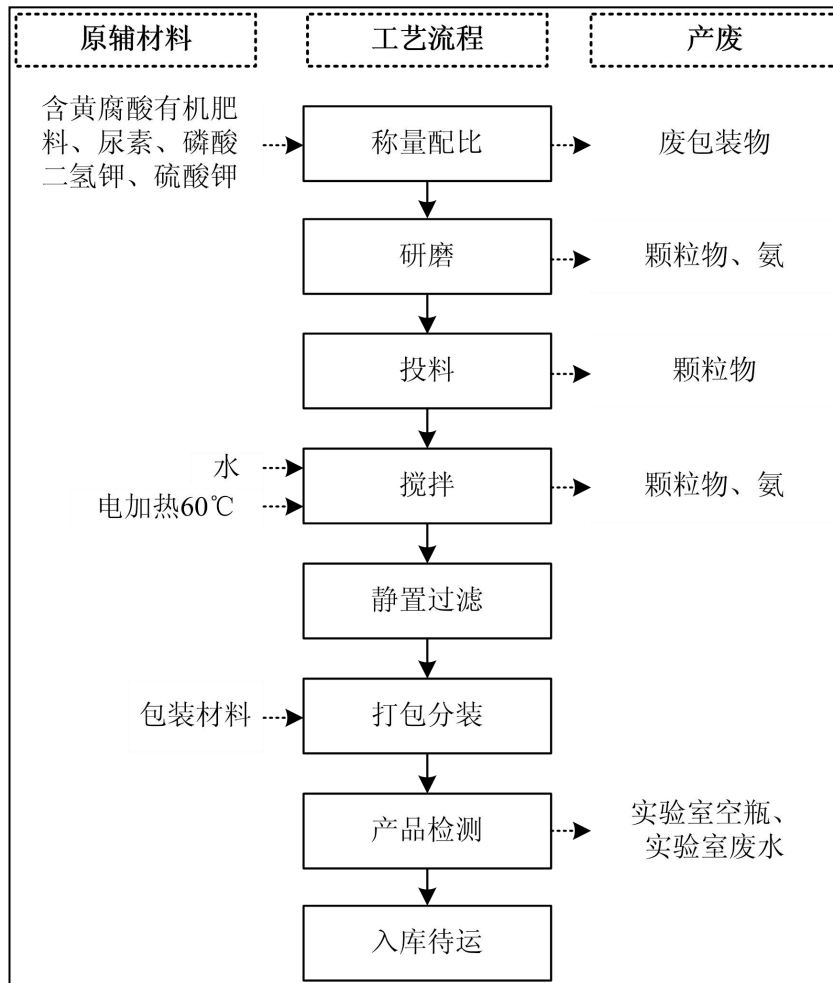 原辅材料
工艺流程
产废
含黄腐酸有机肥
料、尿素、磷酸
二氢钾、硫酸钾
称量配比
废包装物
研磨
颗粒物、氨
投料
颗粒物
水
电加热60℃
搅拌
颗粒物、氨
静置过滤
包装材料
打包分装
产品检测
实验室空瓶、
实验室废水
入库待运